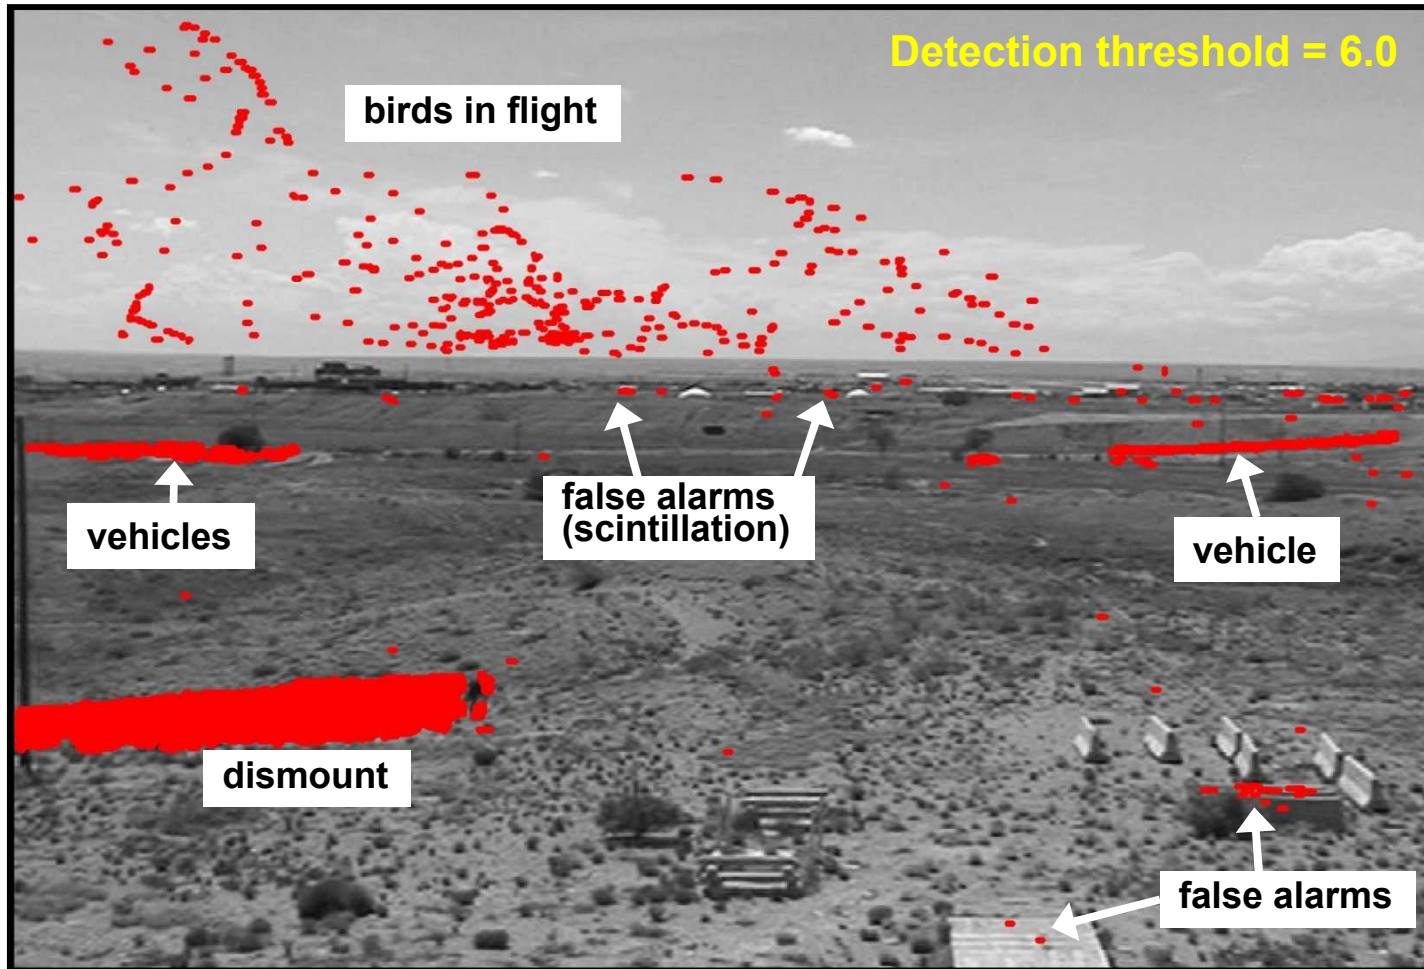 Detection threshold = 6.0
birds in flight
false alarms
(scintillation)
vehicles
vehicle
dismount
false alarms